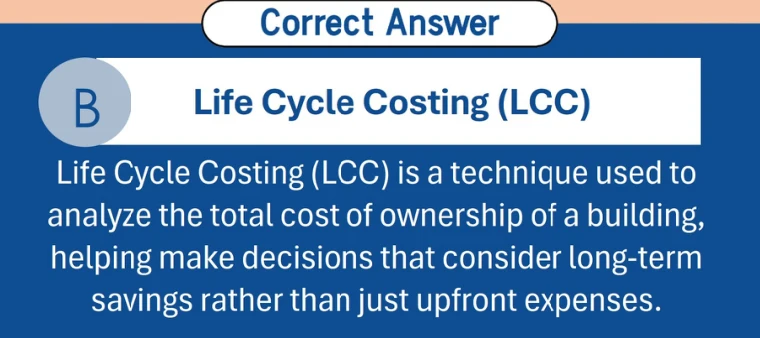 Correct Answer
B
Life Cycle Costing (LCC)
Life Cycle Costing (LCC) is a technique used to
analyze the total cost of ownership of a building,
helping make decisions that consider long-term
savings rather than just upfront expenses.